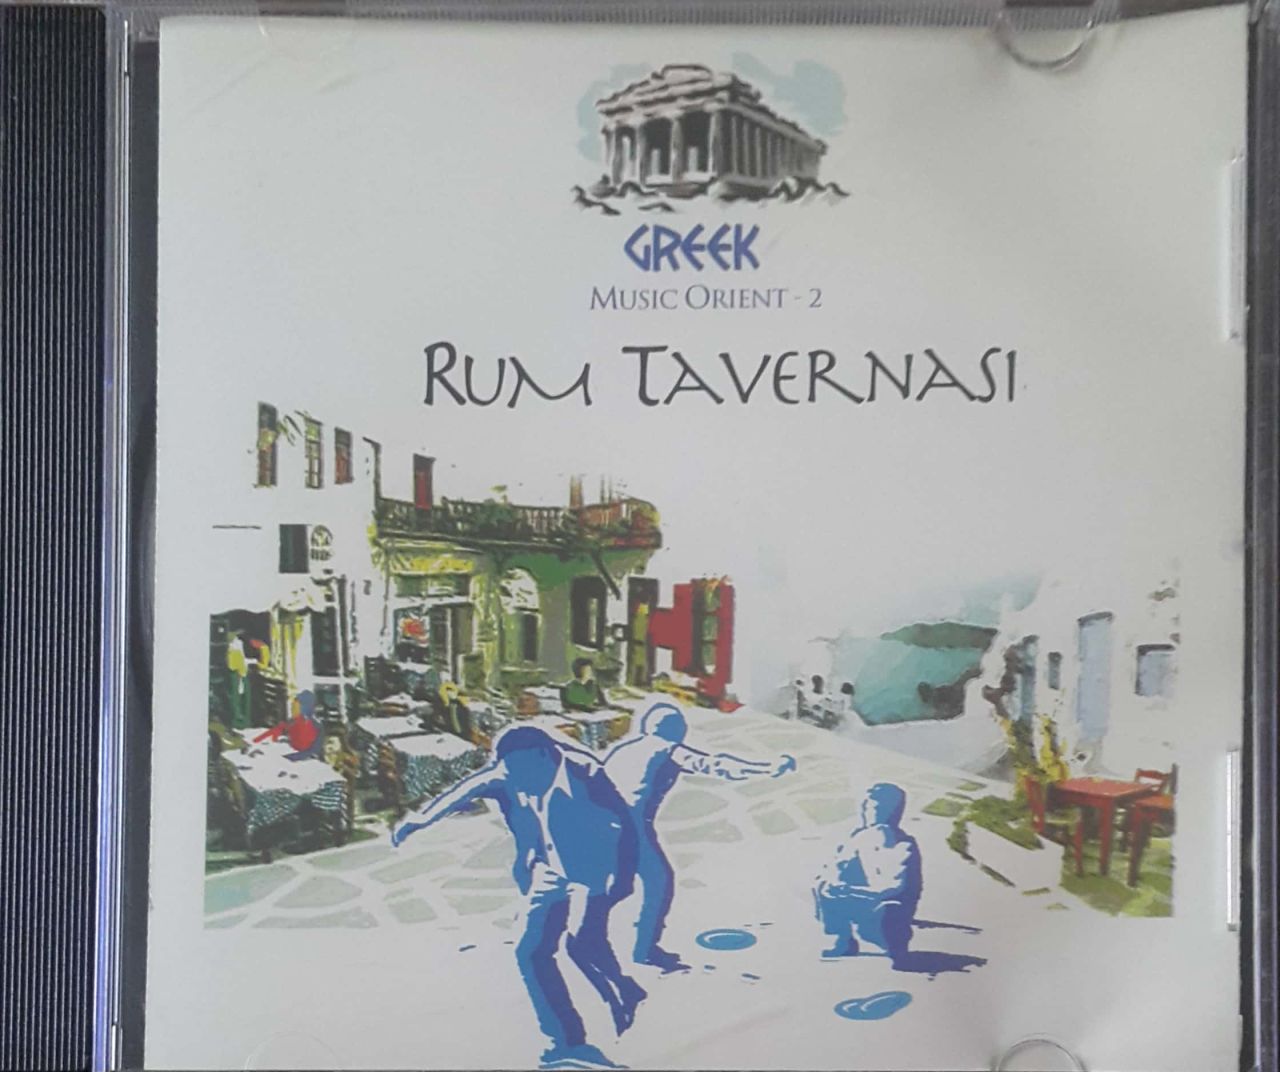 GREEK
MUSIC ORIENT - 2
RUM TAVERNASI